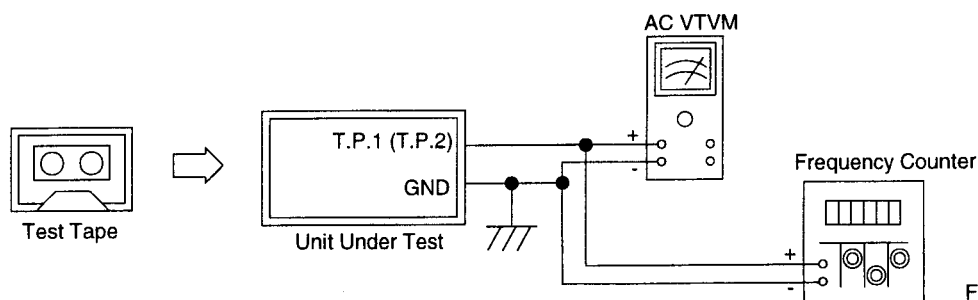 AC VTVM
T.P.1 (T.P.2)
+
-
GND
Frequency Counter
Test Tape
Unit Under Test
+
-
F